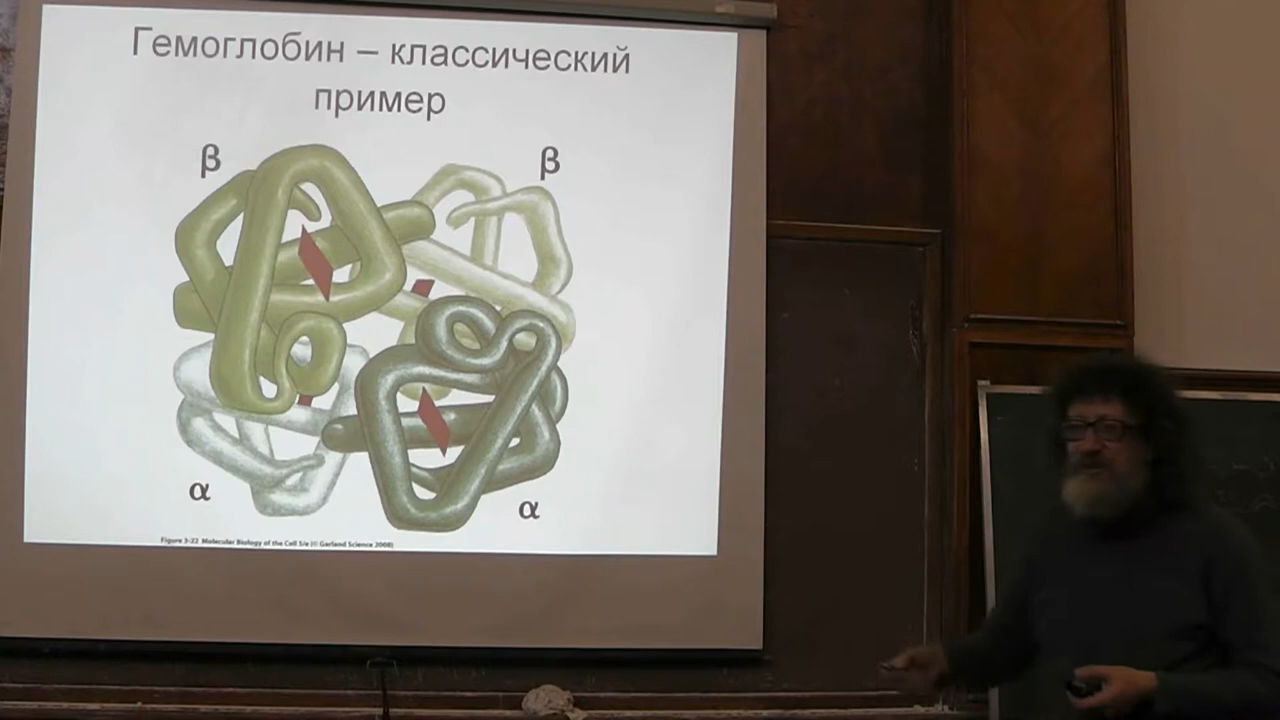 Гемоглобин – классический
пример
β
β
α
α
Figure 3-22 Molecular Biology of the Cell 5/e (© Garland Science 2008)